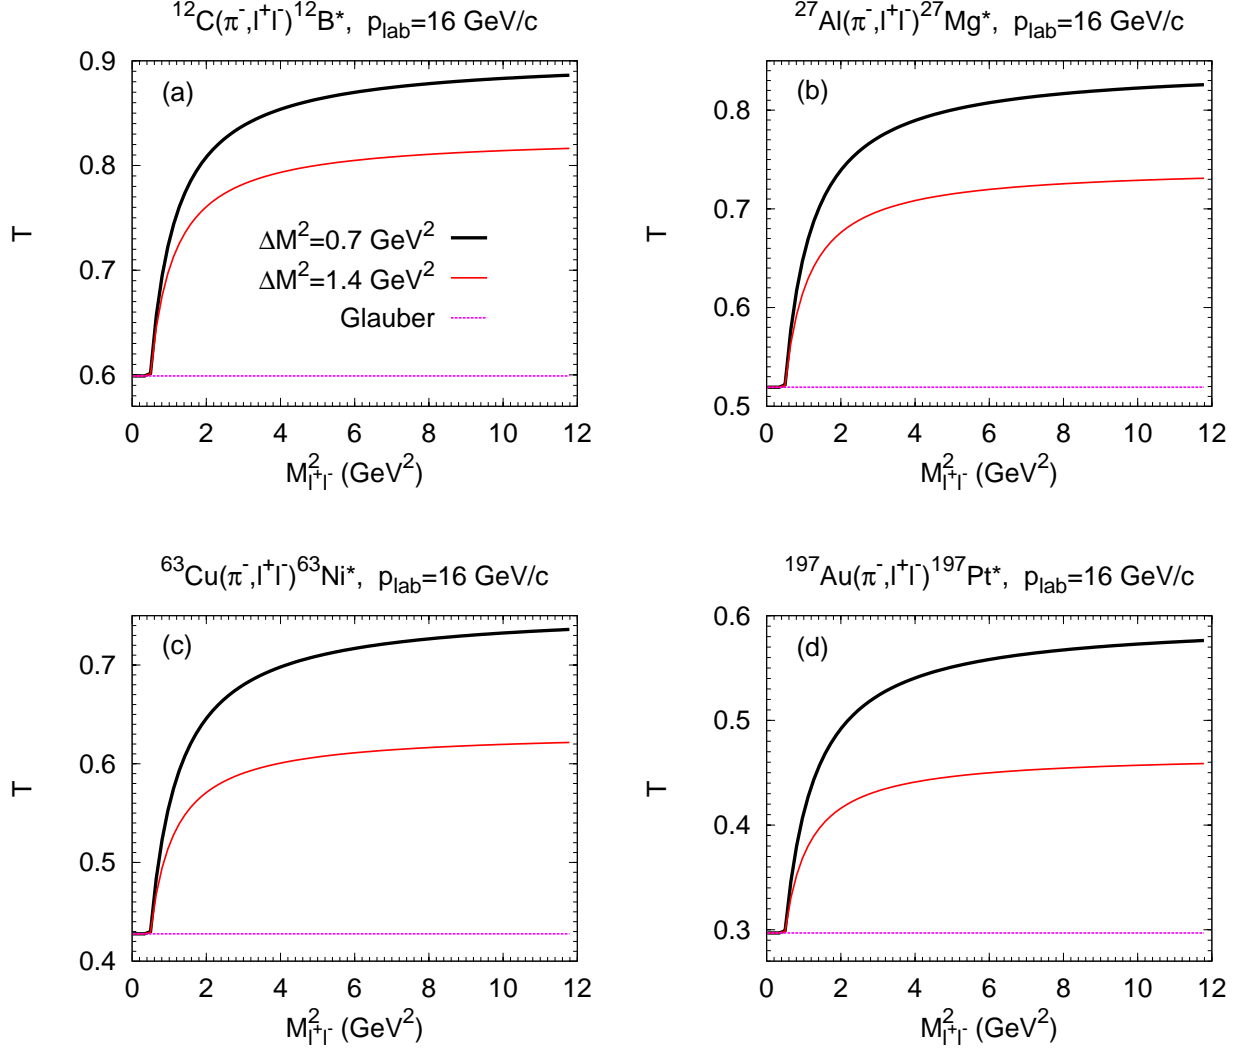 ¹²C(π⁻,l⁺l⁻)¹²B*, p_lab=16 GeV/c
0.9
0.8
0.7
0.6
T
(a)
ΔM²=0.7 GeV²
ΔM²=1.4 GeV²
Glauber
0 2 4 6 8 10 12
M²_l⁺l⁻ (GeV²)
²⁷Al(π⁻,l⁺l⁻)²⁷Mg*, p_lab=16 GeV/c
0.8
0.7
0.6
0.5
T
(b)
0 2 4 6 8 10 12
M²_l⁺l⁻ (GeV²)
⁶³Cu(π⁻,l⁺l⁻)⁶³Ni*, p_lab=16 GeV/c
0.7
0.6
0.5
0.4
T
(c)
0 2 4 6 8 10 12
M²_l⁺l⁻ (GeV²)
¹⁹⁷Au(π⁻,l⁺l⁻)¹⁹⁷Pt*, p_lab=16 GeV/c
0.6
0.5
0.4
0.3
T
(d)
0 2 4 6 8 10 12
M²_l⁺l⁻ (GeV²)